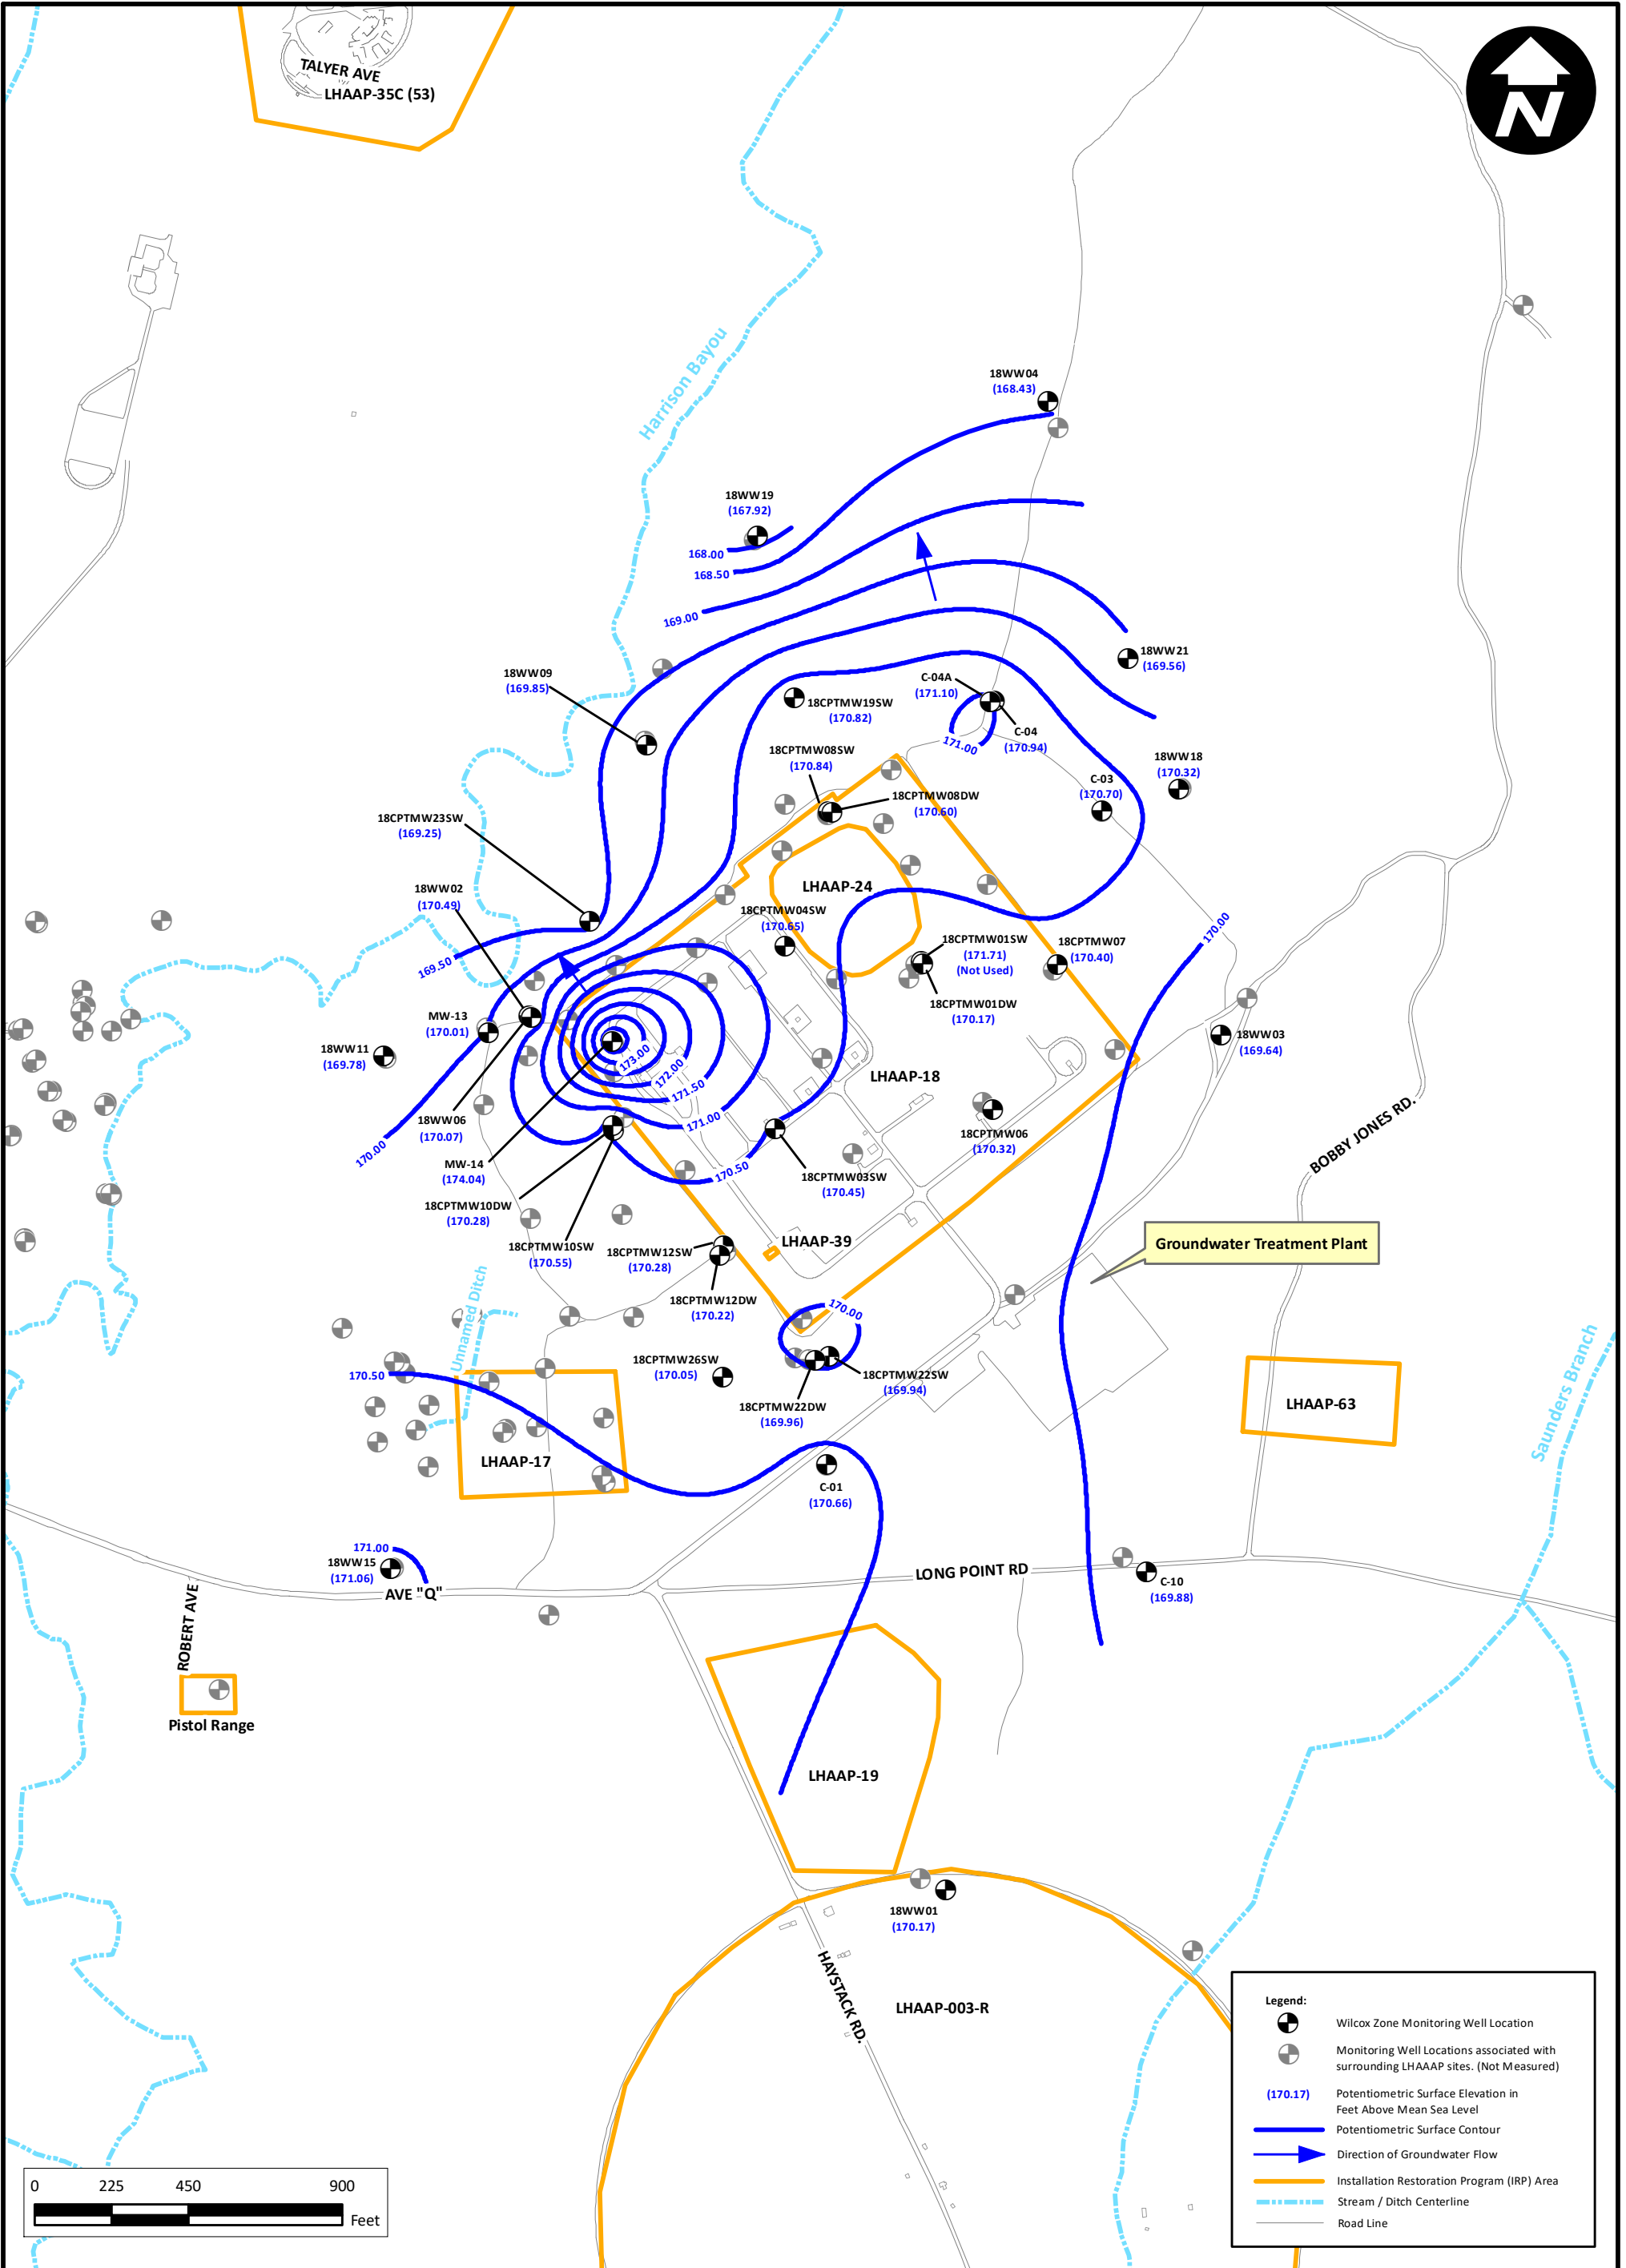 TALYER AVE
LHAAP-35C (53)
N
Harrison Bayou
18WW04
(168.43)
18WW19
(167.92)
168.00
168.50
169.00
18WW21
(169.56)
18WW09
(169.85)
C-04A
(171.10)
18CPTMW19SW
(170.82)
C-04
(170.94)
171.00
18CPTMW08SW
(170.84)
18WW18
(170.32)
C-03
(170.70)
18CPTMW08DW
(170.60)
18CPTMW23SW
(169.25)
18WW02
(170.49)
LHAAP-24
18CPTMW04SW
(170.65)
170.00
18CPTMW01SW
(171.71)
(Not Used)
18CPTMW07
(170.40)
169.50
18CPTMW01DW
(170.17)
MW-13
(170.01)
18WW11
(169.78)
18WW03
(169.64)
173.00
172.00
171.50
171.00
170.50
LHAAP-18
18WW06
(170.07)
170.00
18CPTMW06
(170.32)
BOBBY JONES RD.
MW-14
(174.04)
18CPTMW03SW
(170.45)
18CPTMW10DW
(170.28)
18CPTMW10SW
(170.55)
18CPTMW12SW
(170.28)
LHAAP-39
Groundwater Treatment Plant
18CPTMW12DW
(170.22)
170.00
Unnamed Ditch
18CPTMW26SW
(170.05)
18CPTMW22SW
(169.94)
18CPTMW22DW
(169.96)
170.50
LHAAP-63
Saunders Branch
LHAAP-17
C-01
(170.66)
171.00
18WW15
(171.06)
AVE "Q"
LONG POINT RD
C-10
(169.88)
ROBERT AVE
Pistol Range
LHAAP-19
18WW01
(170.17)
HAYSTACK RD.
LHAAP-003-R
Legend:
Wilcox Zone Monitoring Well Location
Monitoring Well Locations associated with
surrounding LHAAAP sites. (Not Measured)
(170.17) Potentiometric Surface Elevation in
Feet Above Mean Sea Level
Potentiometric Surface Contour
Direction of Groundwater Flow
Installation Restoration Program (IRP) Area
Stream / Ditch Centerline
Road Line
0 225 450 900
Feet